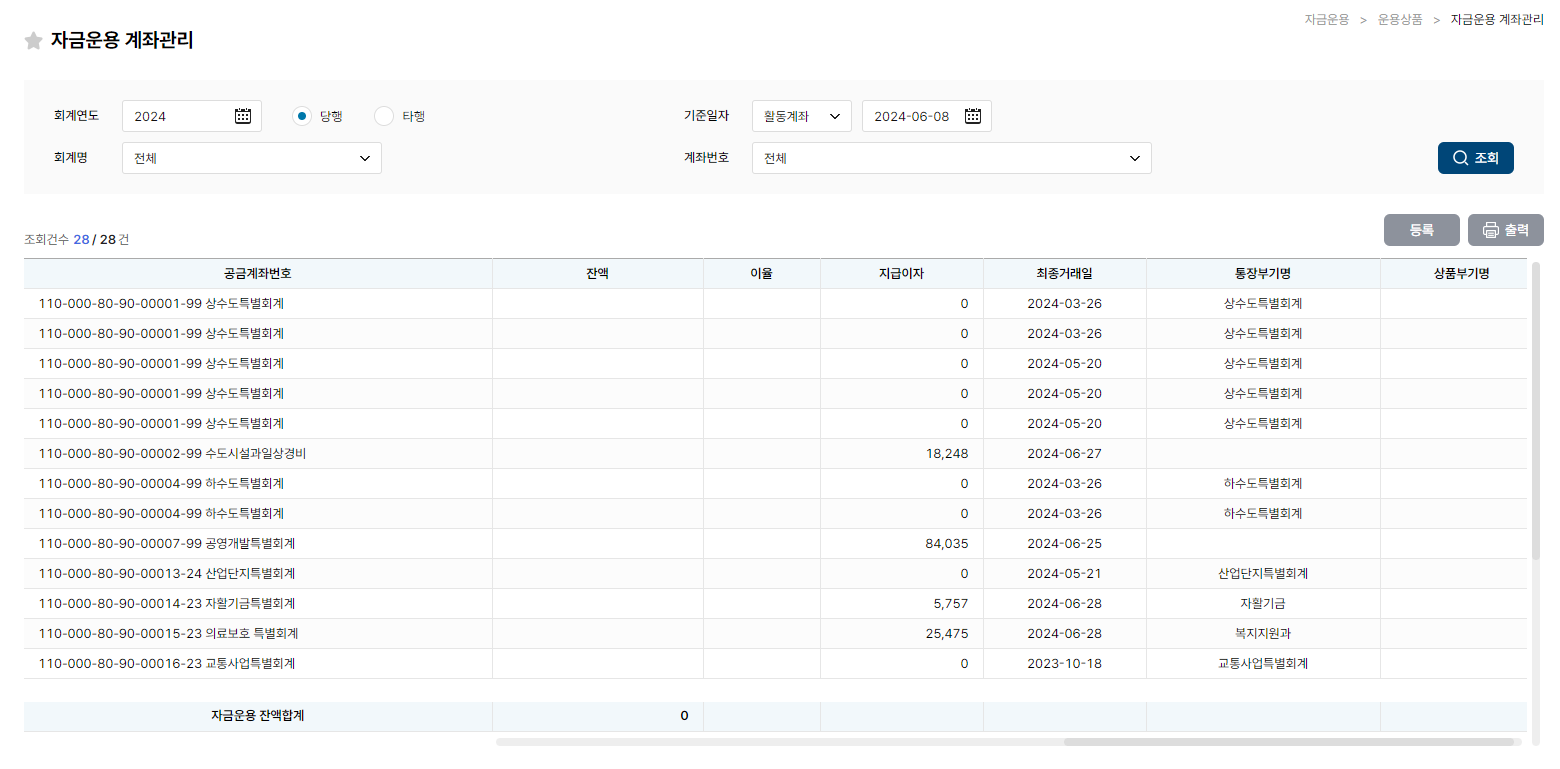 자금운용 > 운용상품 > 자금운용 계좌관리
자금운용 계좌관리
회계연도 2024 당행 타행 기준일자 활동계좌 2024-06-08
회계명 전체 계좌번호 전체 조회
조회건수 28 / 28 건 등록 출력
공금계좌번호 잔액 이율 지급이자 최종거래일 통장부기명 상품부기명
110-000-80-90-00001-99 상수도특별회계 0 2024-03-26 상수도특별회계
110-000-80-90-00001-99 상수도특별회계 0 2024-03-26 상수도특별회계
110-000-80-90-00001-99 상수도특별회계 0 2024-05-20 상수도특별회계
110-000-80-90-00001-99 상수도특별회계 0 2024-05-20 상수도특별회계
110-000-80-90-00001-99 상수도특별회계 0 2024-05-20 상수도특별회계
110-000-80-90-00002-99 수도시설과일상경비 18,248 2024-06-27
110-000-80-90-00004-99 하수도특별회계 0 2024-03-26 하수도특별회계
110-000-80-90-00004-99 하수도특별회계 0 2024-03-26 하수도특별회계
110-000-80-90-00007-99 공영개발특별회계 84,035 2024-06-25
110-000-80-90-00013-24 산업단지특별회계 0 2024-05-21 산업단지특별회계
110-000-80-90-00014-23 자활기금특별회계 5,757 2024-06-28 자활기금
110-000-80-90-00015-23 의료보호 특별회계 25,475 2024-06-28 복지지원과
110-000-80-90-00016-23 교통사업특별회계 0 2023-10-18 교통사업특별회계
자금운용 잔액합계 0